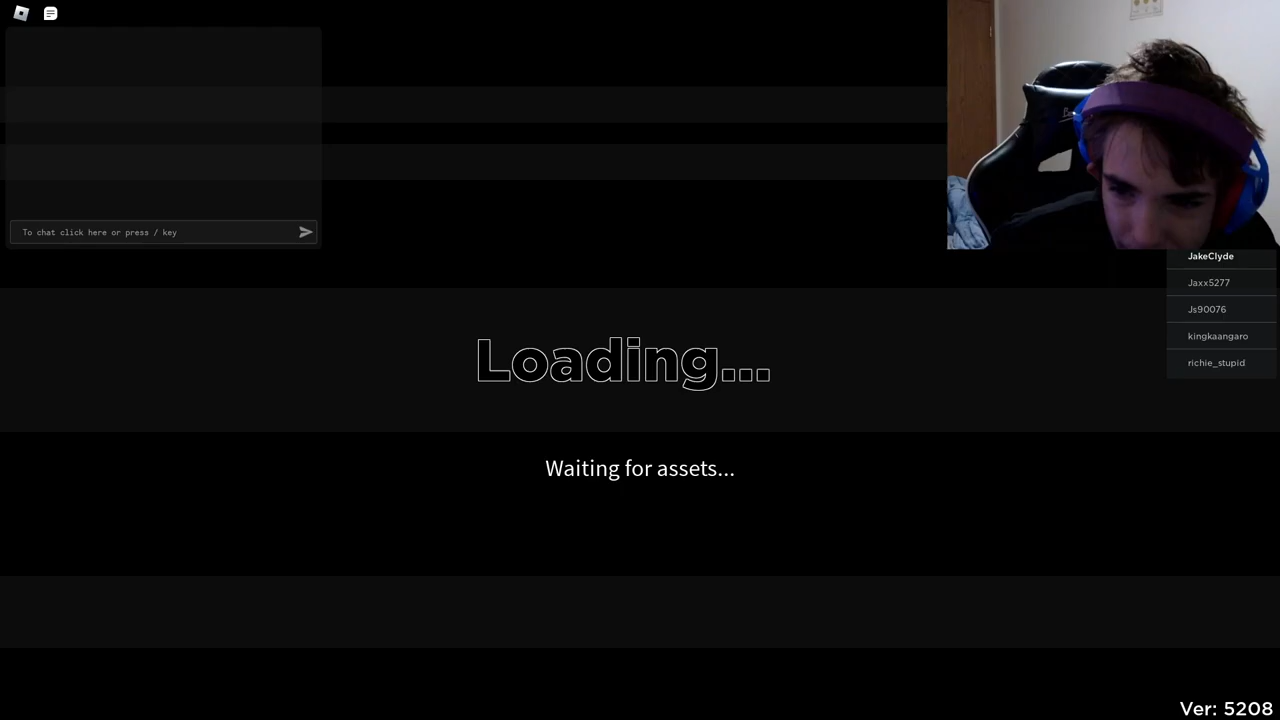 To chat click here or press / key
JakeClyde
Jaxx5277
Js90076
kingkaangaro
richie_stupid
Loading...
Waiting for assets...
Ver: 5208